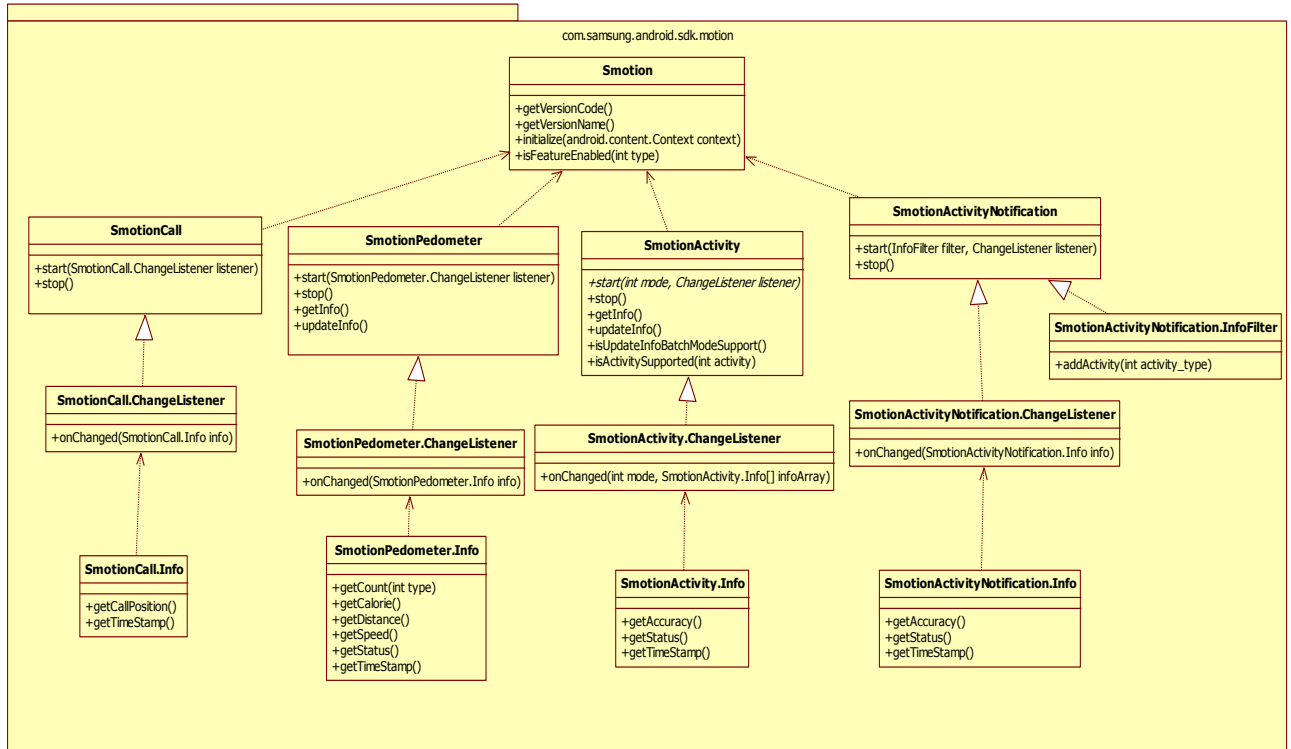 com.samsung.android.sdk.motion
Smotion
+getVersionCode()
+getVersionName()
+initialize(android.content.Context context)
+isFeatureEnabled(int type)
SmotionCall
+start(SmotionCall.ChangeListener listener)
+stop()
SmotionPedometer
+start(SmotionPedometer.ChangeListener listener)
+stop()
+getInfo()
+updateInfo()
SmotionActivity
+start(int mode, ChangeListener listener)
+stop()
+getInfo()
+updateInfo()
+isUpdateInfoBatchModeSupport()
+isActivitySupported(int activity)
SmotionActivityNotification
+start(InfoFilter filter, ChangeListener listener)
+stop()
SmotionActivityNotification.InfoFilter
+addActivity(int activity_type)
SmotionCall.ChangeListener
+onChanged(SmotionCall.Info info)
SmotionPedometer.ChangeListener
+onChanged(SmotionPedometer.Info info)
SmotionActivity.ChangeListener
+onChanged(int mode, SmotionActivity.Info[] infoArray)
SmotionActivityNotification.ChangeListener
+onChanged(SmotionActivityNotification.Info info)
SmotionCall.Info
+getCallPosition()
+getTimeStamp()
SmotionPedometer.Info
+getCount(int type)
+getCalorie()
+getDistance()
+getSpeed()
+getStatus()
+getTimeStamp()
SmotionActivity.Info
+getAccuracy()
+getStatus()
+getTimeStamp()
SmotionActivityNotification.Info
+getAccuracy()
+getStatus()
+getTimeStamp()